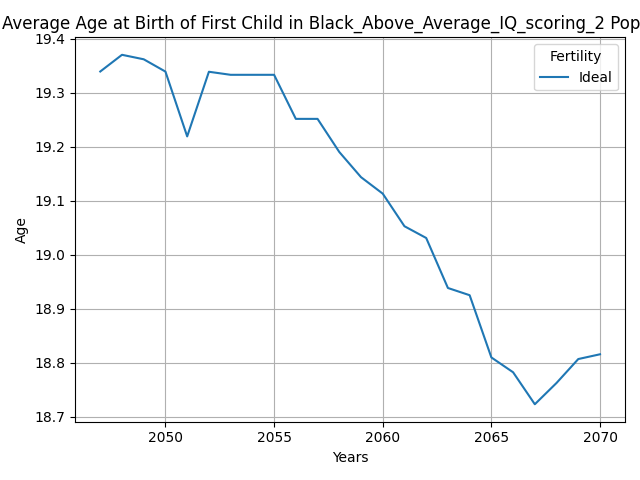 Average Age at Birth of First Child in Black_Above_Average_IQ_scoring_2 Pop
19.4
19.3
19.2
19.1
19.0
18.9
18.8
18.7
Age
Fertility
Ideal
2050 2055 2060 2065 2070
Years